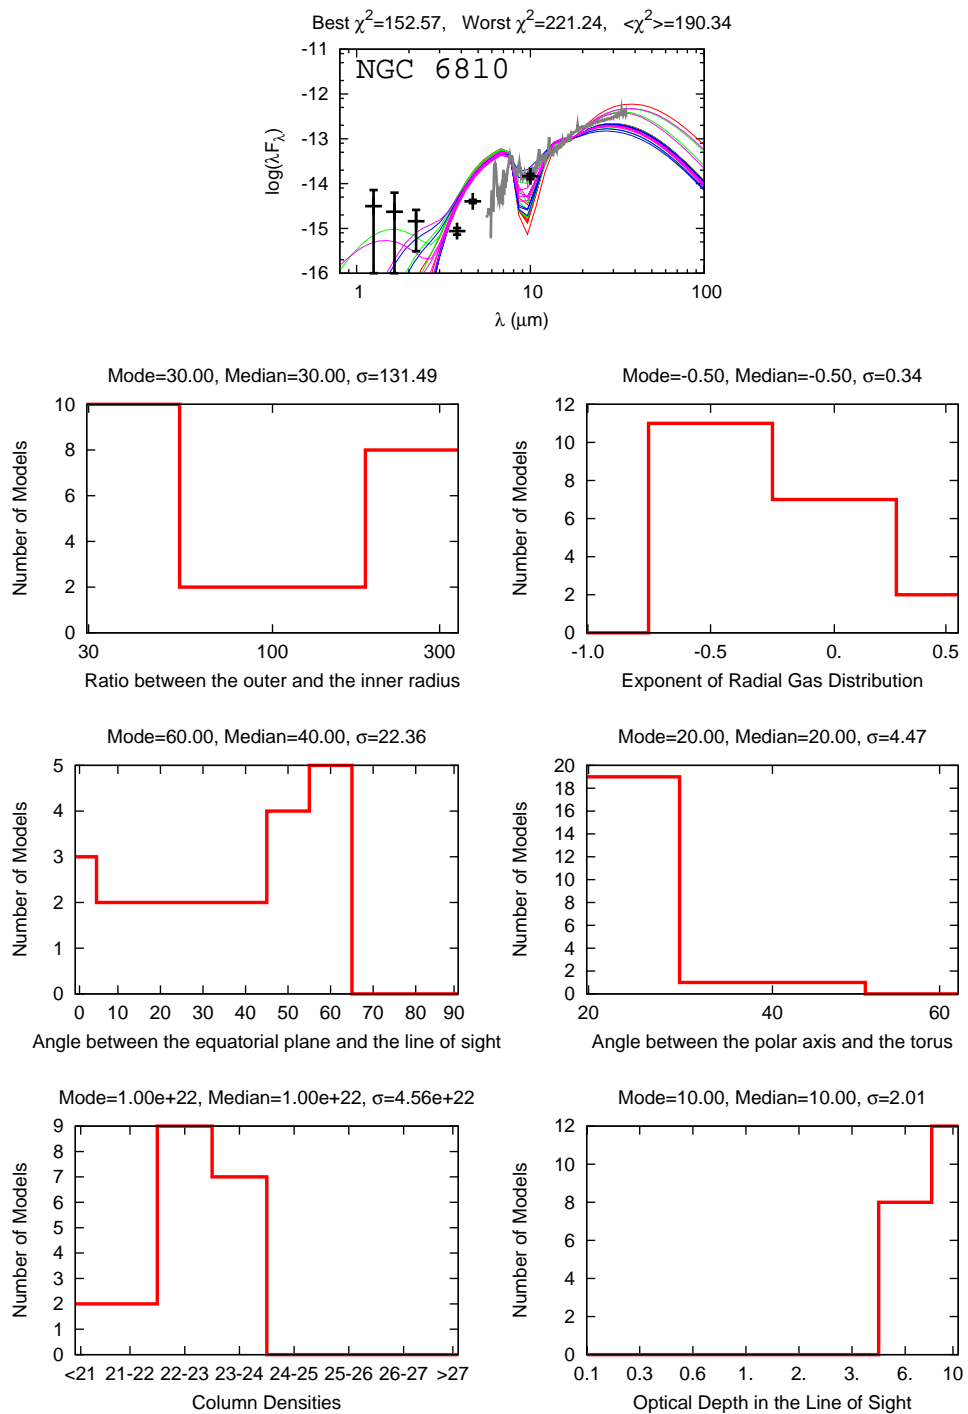 Best χ²=152.57, Worst χ²=221.24, <χ²>=190.34
-11
NGC 6810
-12
-13
-14
-15
-16
log(λFλ)
1 10 100
λ (μm)
Mode=30.00, Median=30.00, σ=131.49
10
8
6
4
2
0
Number of Models
30 100 300
Ratio between the outer and the inner radius
Mode=-0.50, Median=-0.50, σ=0.34
12
10
8
6
4
2
0
Number of Models
-1.0 -0.5 0. 0.5
Exponent of Radial Gas Distribution
Mode=60.00, Median=40.00, σ=22.36
5
4
3
2
1
0
Number of Models
0 10 20 30 40 50 60 70 80 90
Angle between the equatorial plane and the line of sight
Mode=20.00, Median=20.00, σ=4.47
20
18
16
14
12
10
8
6
4
2
0
Number of Models
20 40 60
Angle between the polar axis and the torus
Mode=1.00e+22, Median=1.00e+22, σ=4.56e+22
9
8
7
6
5
4
3
2
1
0
Number of Models
<21 21-22 22-23 23-24 24-25 25-26 26-27 >27
Column Densities
Mode=10.00, Median=10.00, σ=2.01
12
10
8
6
4
2
0
Number of Models
0.1 0.3 0.6 1. 2. 3. 6. 10
Optical Depth in the Line of Sight